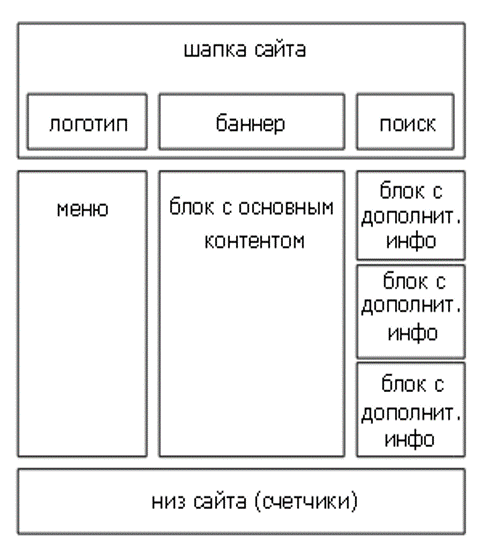 шапка сайта
логотип
баннер
поиск
меню
блок с основным
контентом
блок с
дополнит.
инфо
блок с
дополнит.
инфо
блок с
дополнит.
инфо
низ сайта (счетчики)